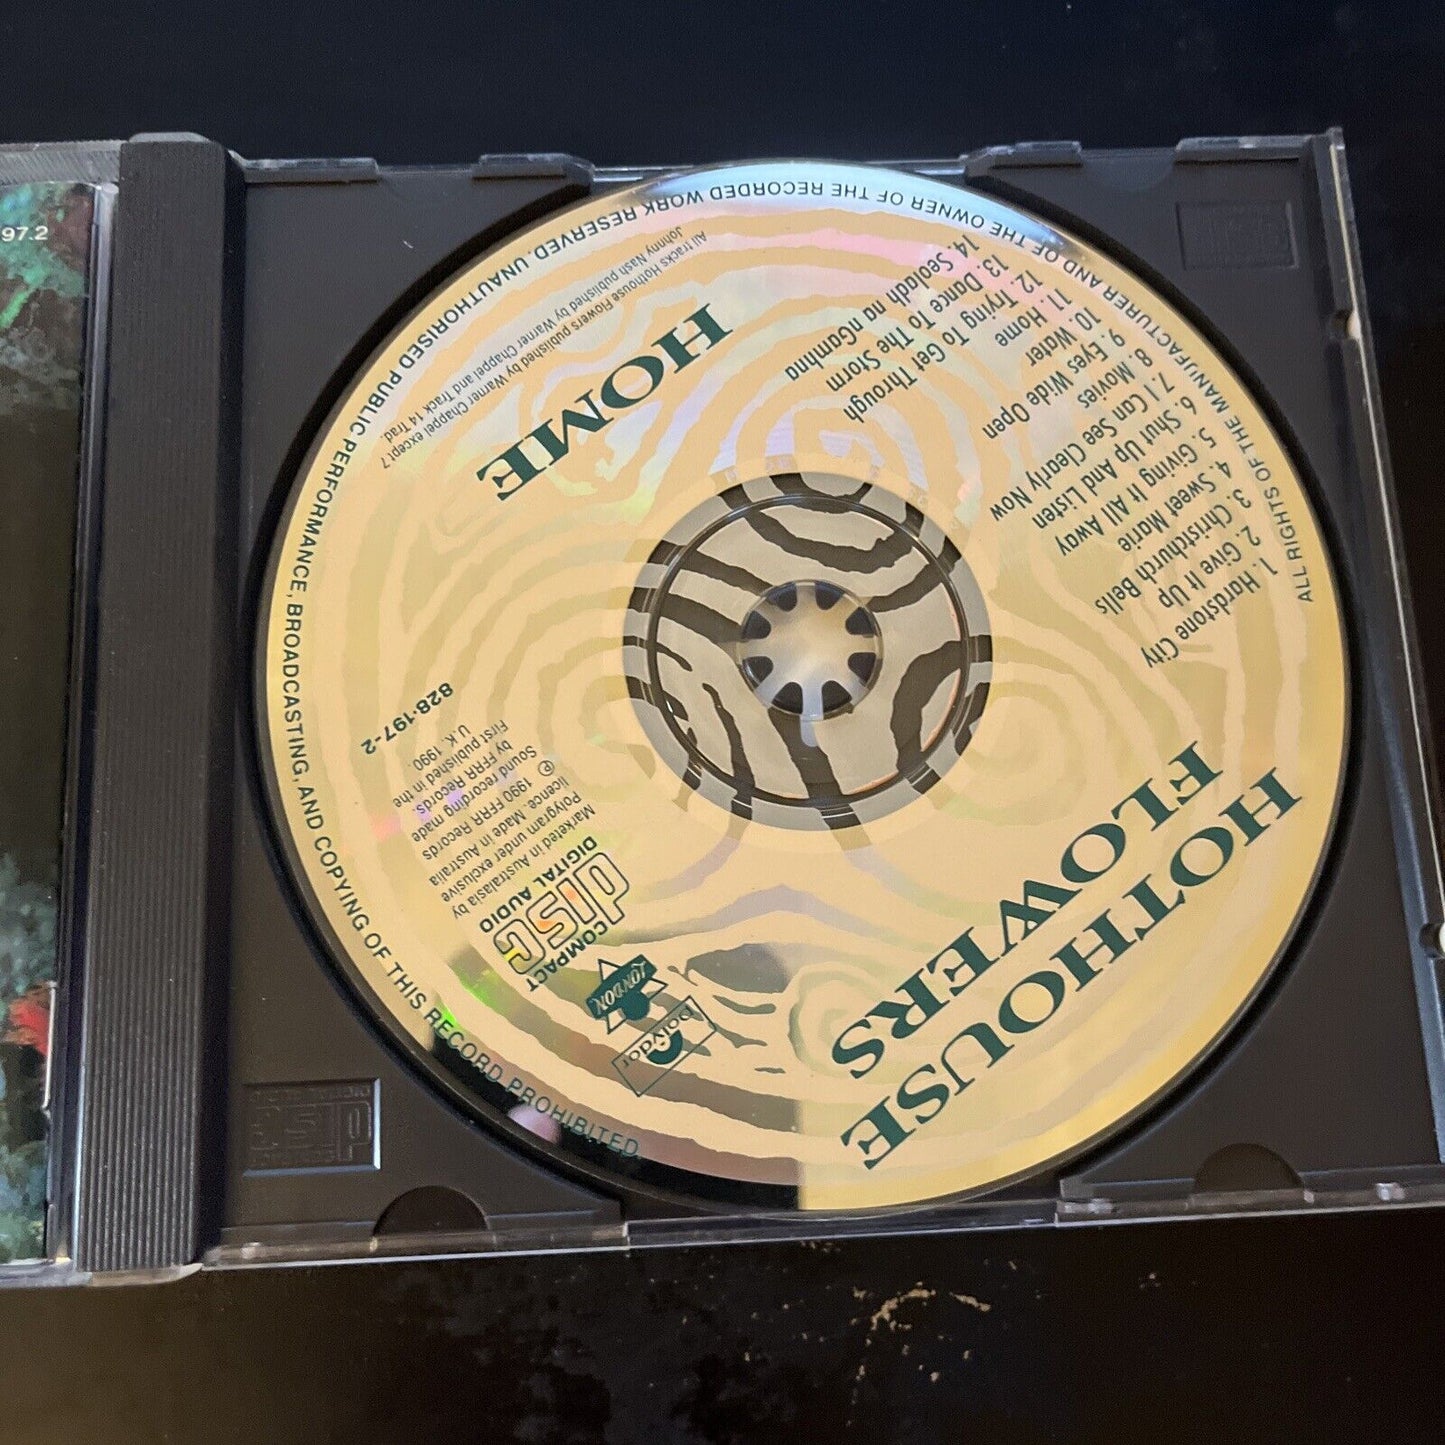 97.2
HOTHOUSE
FLOWERS
1. Hardstone City
2. Give It Up
3. Christchurch Bells
4. Sweet Marie
5. Giving It All Away
6. Shut Up And Listen
7. I Can See Clearly Now
8. Movies
9. Eyes Wide Open
10. Water
11. Home
12. Trying To Get Through
13. Dance To The Storm
14. Seoladh na nGamhna
HOME
All tracks Hothouse Flowers published by Warner Chappel except 7
Johnny Nash published by Warner Chappel and Track 14 Trad
828·197-2
First published in the
U.K. 1990.
Sound recording made
by FFRR Records
℗ 1990 FFRR Records
licence. Made in Australia
Polygram under exclusive
Marketed in Australasia by
COMPACT
disc
DIGITAL AUDIO
LONDON
Polydor
ALL RIGHTS OF THE MANUFACTURER AND OF THE OWNER OF THE RECORDED WORK RESERVED. UNAUTHORISED PUBLIC PERFORMANCE, BROADCASTING, AND COPYING OF THIS RECORD PROHIBITED.
COMPACT
disc
DIGITAL AUDIO